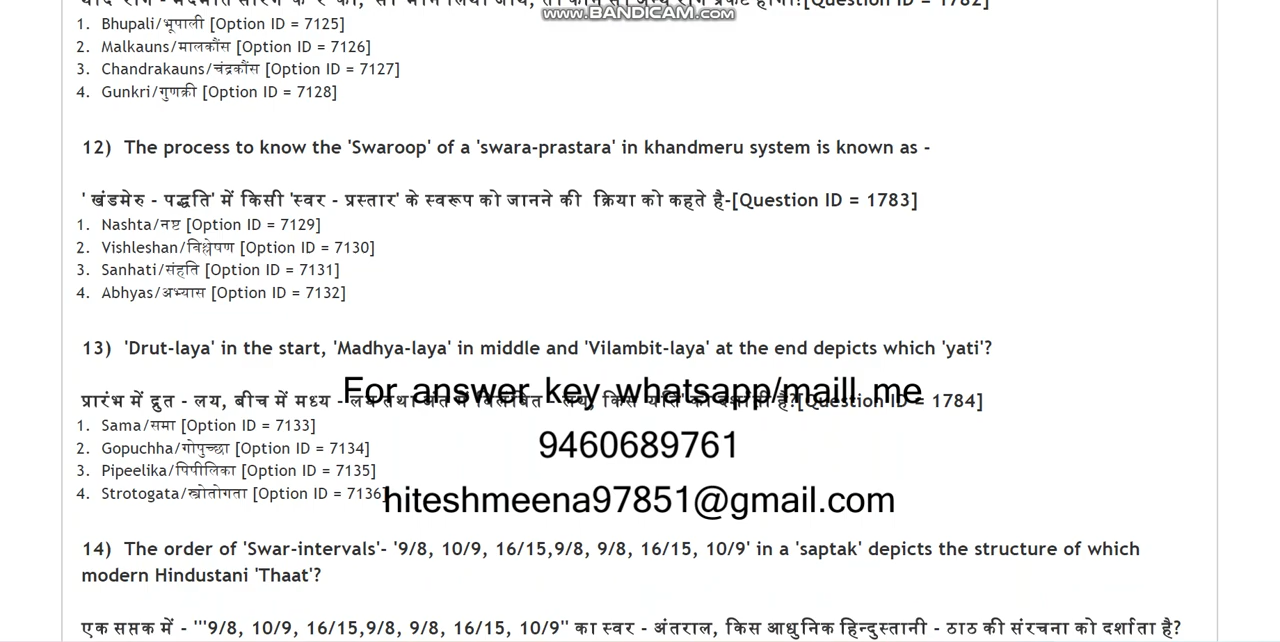 www.BANDICAM.com
1. Bhupali/भूपाली [Option ID = 7125]
2. Malkauns/मालकौंस [Option ID = 7126]
3. Chandrakauns/चंद्रकौंस [Option ID = 7127]
4. Gunkri/गुणक्री [Option ID = 7128]
12) The process to know the 'Swaroop' of a 'swara-prastara' in khandmeru system is known as -
' खंडमेरु - पद्धति' में किसी 'स्वर - प्रस्तार' के स्वरूप को जानने की क्रिया को कहते है-[Question ID = 1783]
1. Nashta/नष्ट [Option ID = 7129]
2. Vishleshan/विश्लेषण [Option ID = 7130]
3. Sanhati/संहति [Option ID = 7131]
4. Abhyas/अभ्यास [Option ID = 7132]
13) 'Drut-laya' in the start, 'Madhya-laya' in middle and 'Vilambit-laya' at the end depicts which 'yati'?
For answer key whatsapp/maill me
प्रारंभ में द्रुत - लय, बीच में मध्य - लय तथा अंत में विलंबित - लय, किस 'यति' को दर्शाती है?[Question ID = 1784]
1. Sama/समा [Option ID = 7133]
9460689761
2. Gopuchha/गोपुच्छा [Option ID = 7134]
3. Pipeelika/पिपीलिका [Option ID = 7135]
4. Strotogata/स्त्रोतोगता [Option ID = 7136]
hiteshmeena97851@gmail.com
14) The order of 'Swar-intervals'- '9/8, 10/9, 16/15,9/8, 9/8, 16/15, 10/9' in a 'saptak' depicts the structure of which
modern Hindustani 'Thaat'?
एक सप्तक में - '"9/8, 10/9, 16/15,9/8, 9/8, 16/15, 10/9" का स्वर - अंतराल, किस आधुनिक हिन्दुस्तानी - ठाठ की संरचना को दर्शाता है?